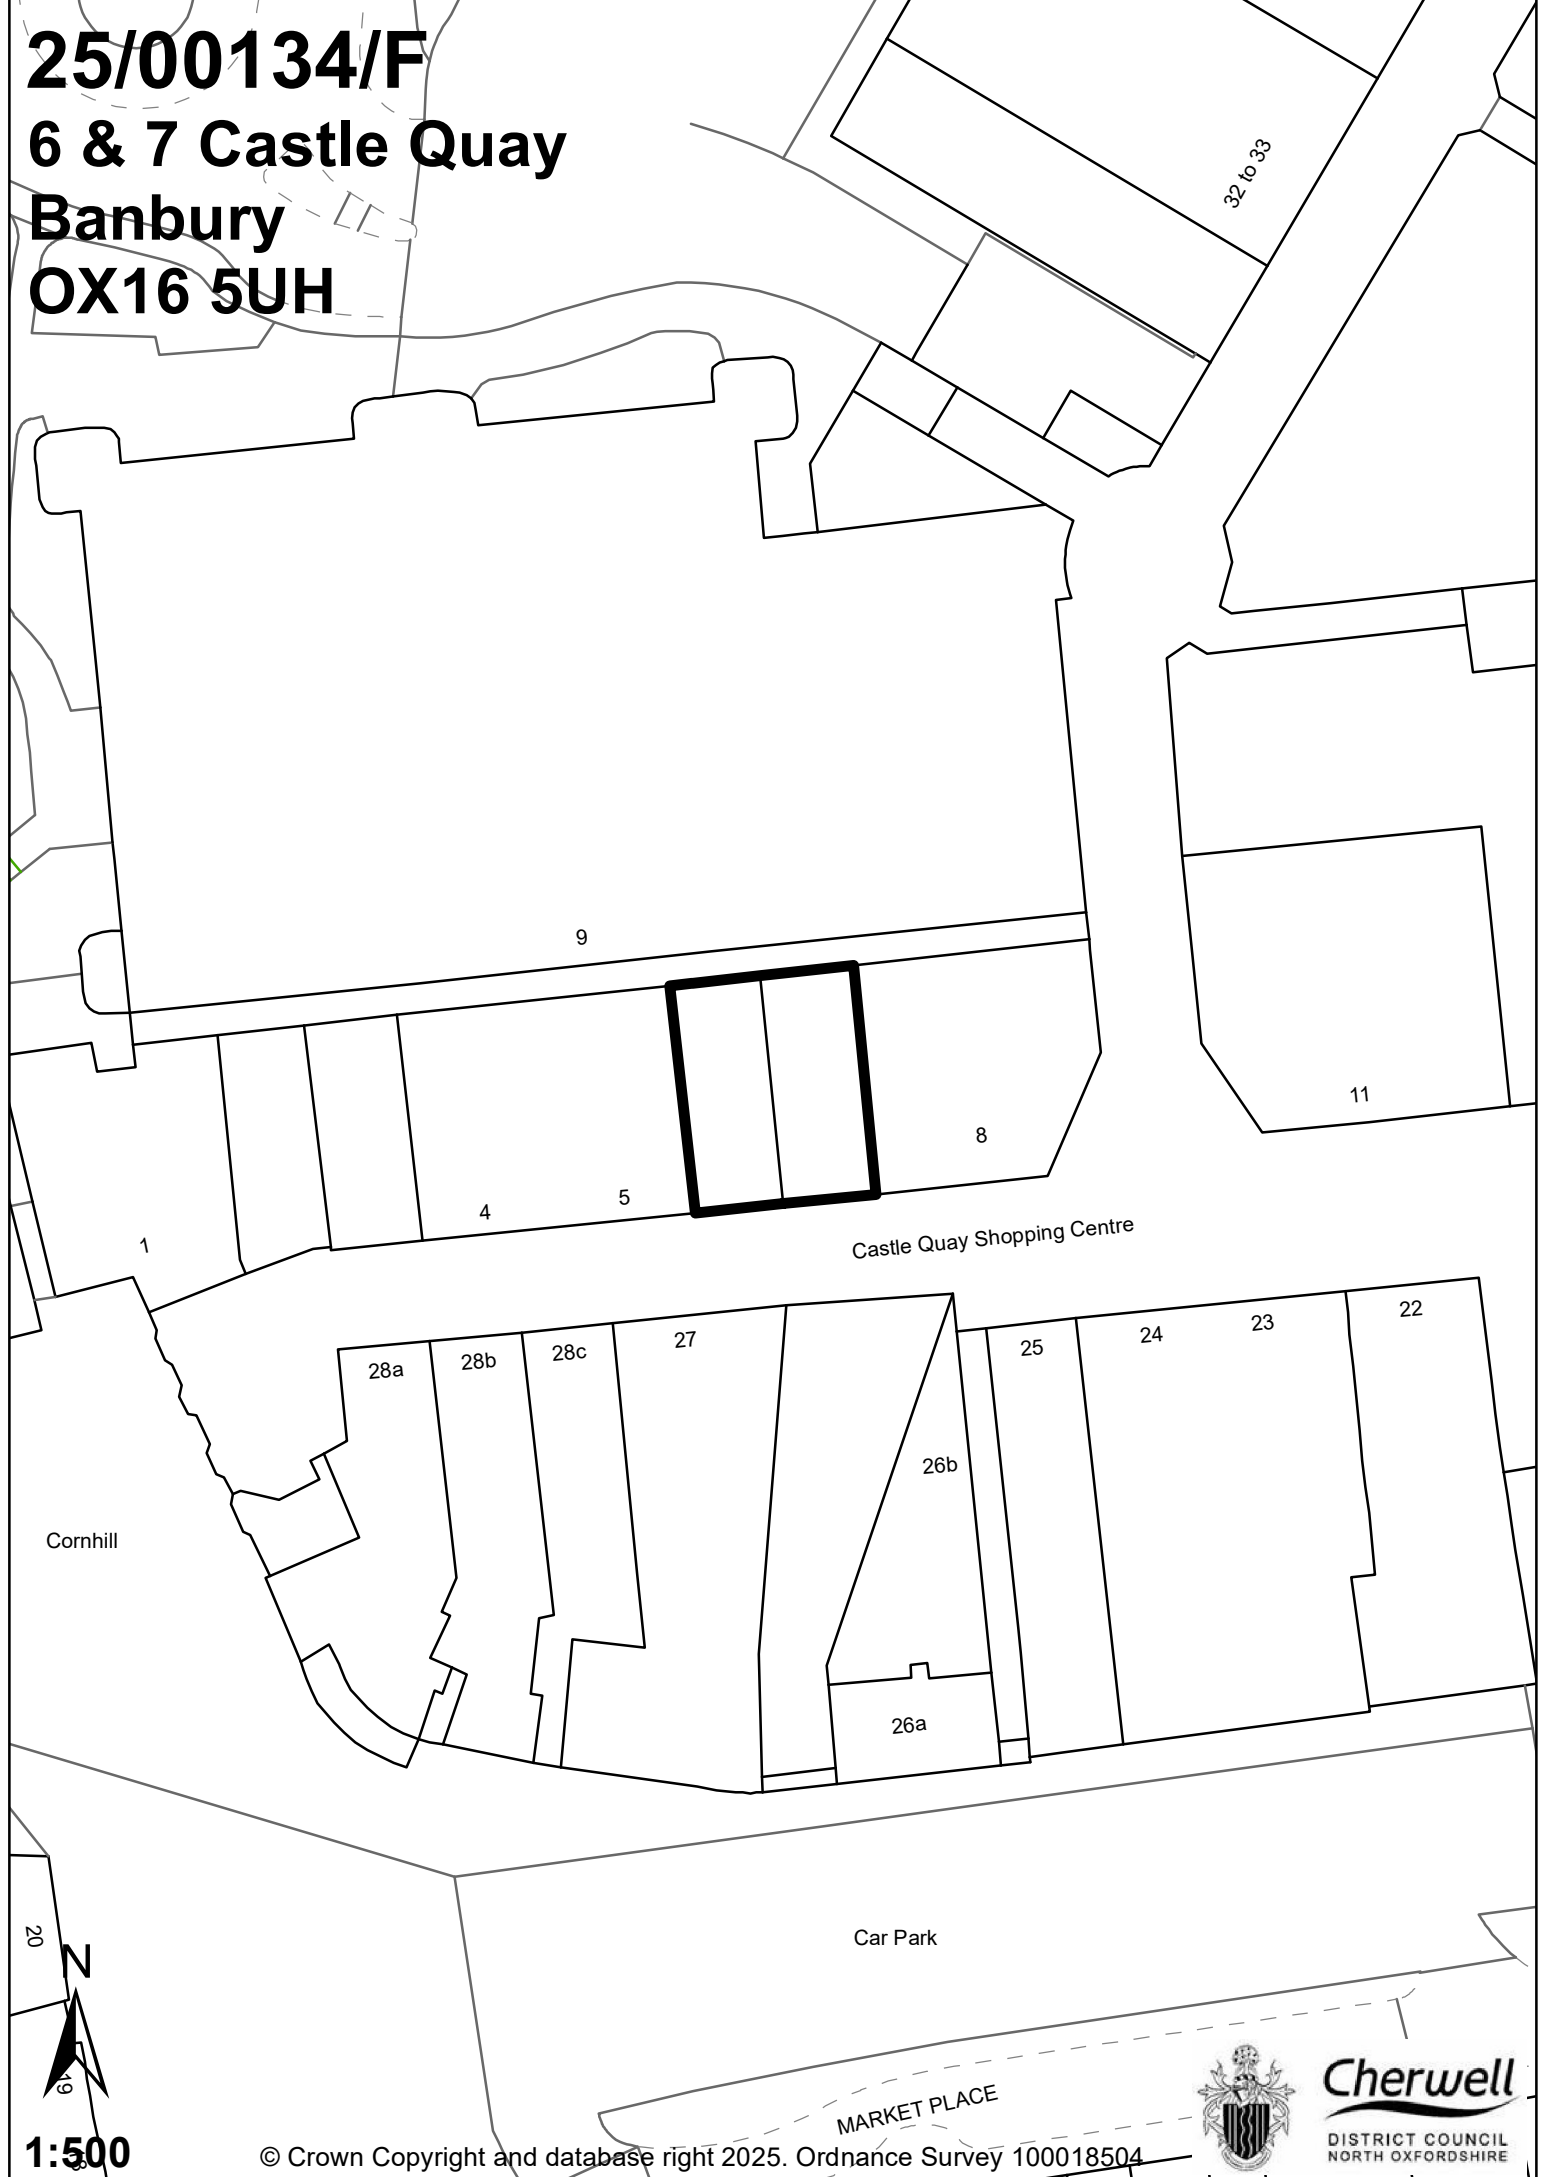 25/00134/F
6 & 7 Castle Quay
Banbury
OX16 5UH
32 to 33
9
11
8
5
4
1
Castle Quay Shopping Centre
22
23
24
25
27
28c
28b
28a
26b
Cornhill
26a
20
Car Park
N
19
MARKET PLACE
1:500
© Crown Copyright and database right 2025. Ordnance Survey 100018504
Cherwell
DISTRICT COUNCIL
NORTH OXFORDSHIRE